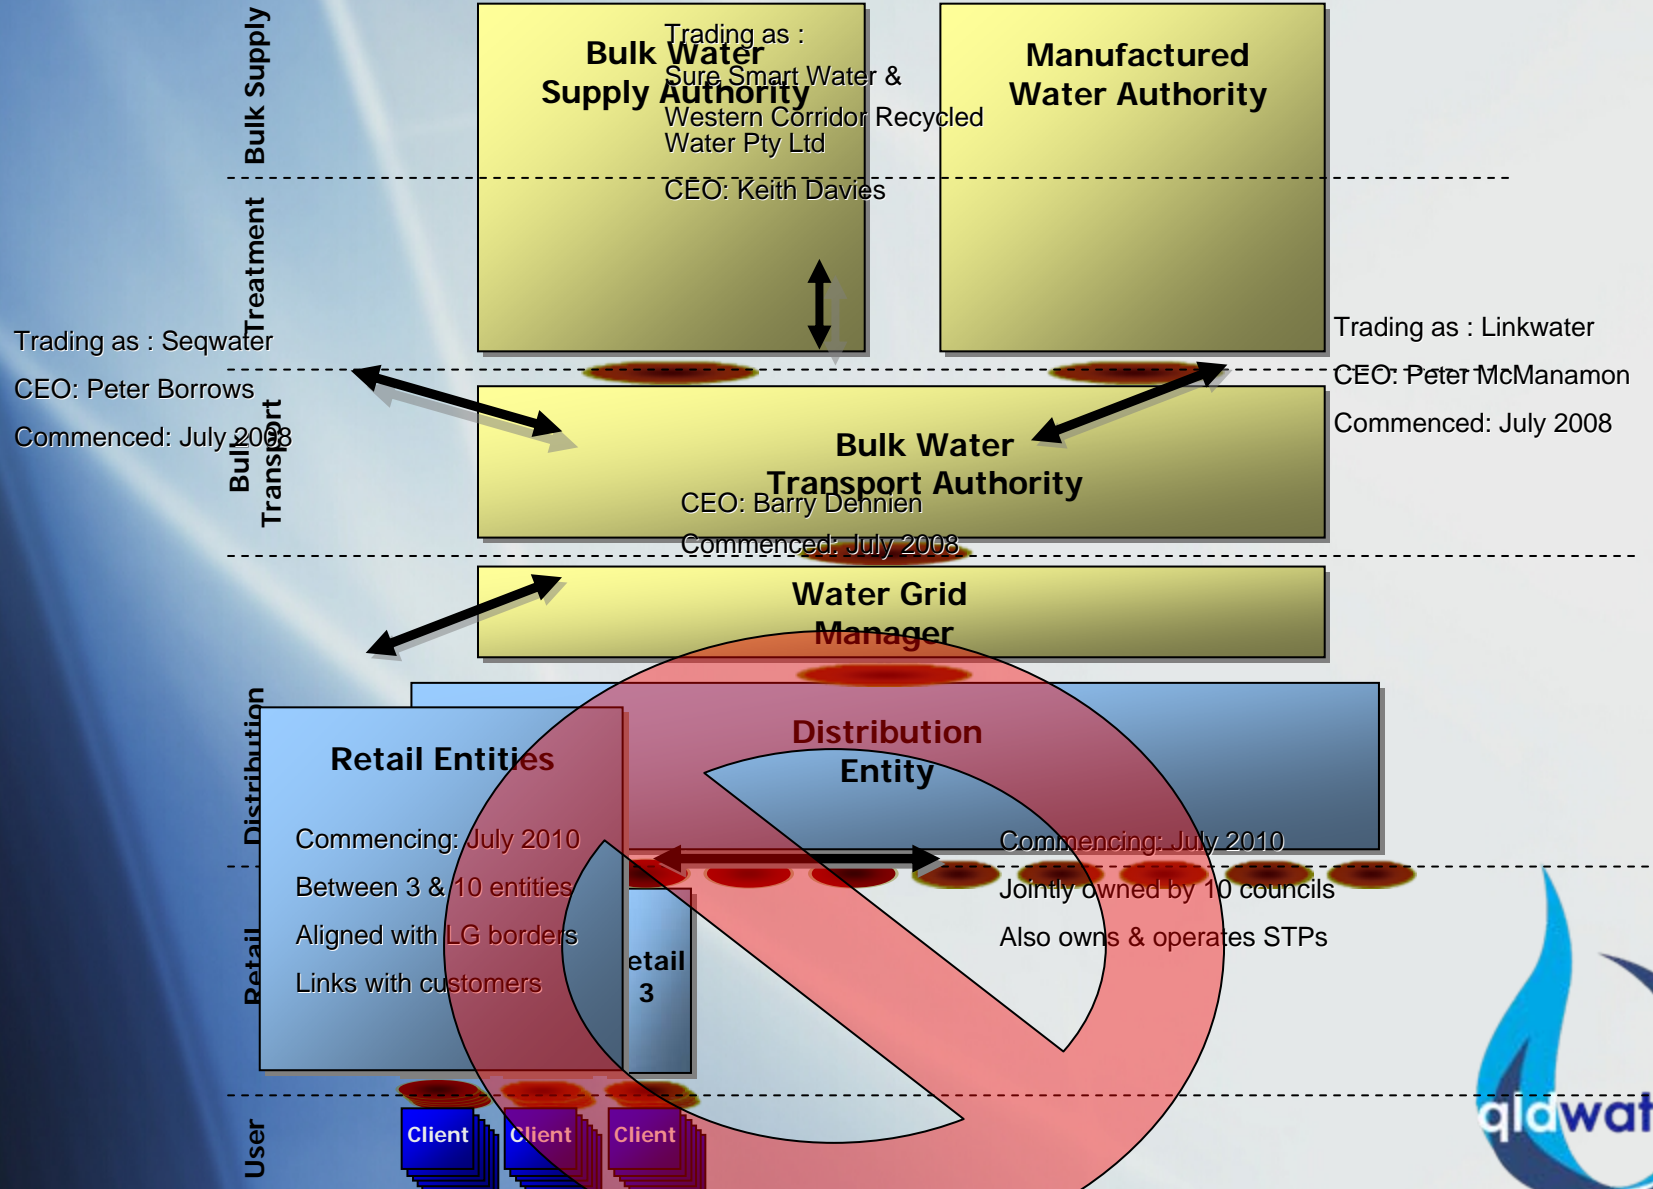 Bulk Supply
Treatment
Bulk
Transport
Distribution
Retail
User
Bulk Water
Supply Authority
Trading as :
Sure Smart Water &
Western Corridor Recycled
Water Pty Ltd
CEO: Keith Davies
Manufactured
Water Authority
Trading as : Seqwater
CEO: Peter Borrows
Commenced: July 2008
Trading as : Linkwater
CEO: Peter McManamon
Commenced: July 2008
Bulk Water
Transport Authority
CEO: Barry Dennien
Commenced: July 2008
Water Grid
Manager
Distribution
Entity
Commencing: July 2010
Jointly owned by 10 councils
Also owns & operates STPs
Retail Entities
Commencing: July 2010
Between 3 & 10 entities
Aligned with LG borders
Links with customers
etail
3
Client
Client
Client
qldwat